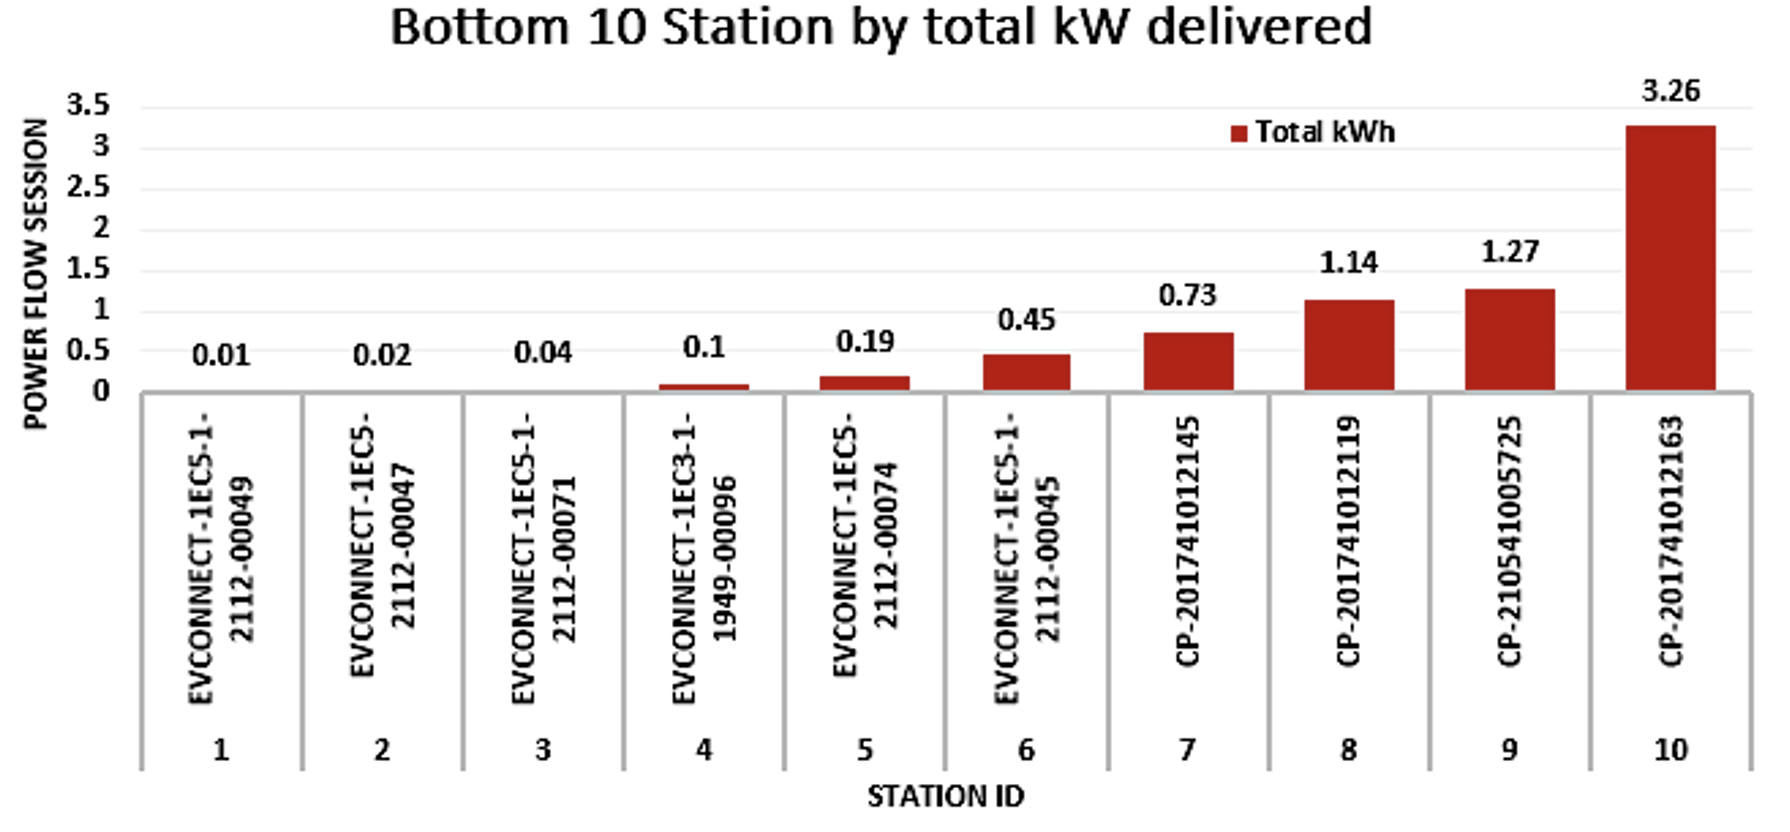 Bottom 10 Station by total kW delivered
POWER FLOW SESSION
3.5
3
2.5
2
1.5
1
0.5
0
Total kWh
0.01
0.02
0.04
0.1
0.19
0.45
0.73
1.14
1.27
3.26
EVCONNECT-1EC5-1-
2112-00049
EVCONNECT-1EC5-
2112-00047
EVCONNECT-1EC5-1-
2112-00071
EVCONNECT-1EC3-1-
1949-00096
EVCONNECT-1EC5-
2112-00074
EVCONNECT-1EC5-1-
2112-00045
CP-201741012145
CP-201741012119
CP-210541005725
CP-201741012163
1
2
3
4
5
6
7
8
9
10
STATION ID